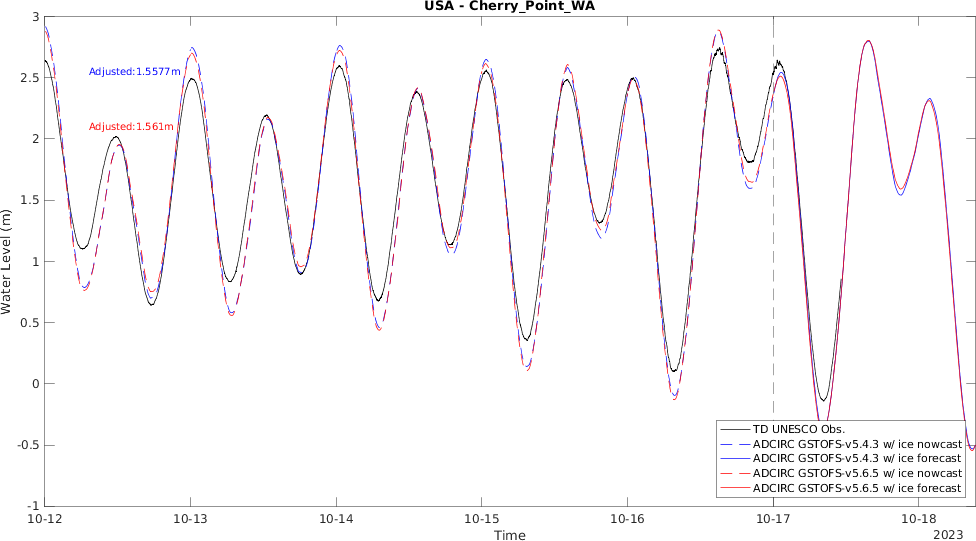 USA - Cherry_Point_WA
3
2.5
2
1.5
1
0.5
0
-0.5
-1
Water Level (m)
Adjusted:1.5577m
Adjusted:1.561m
TD UNESCO Obs.
ADCIRC GSTOFS-v5.4.3 w/ ice nowcast
ADCIRC GSTOFS-v5.4.3 w/ ice forecast
ADCIRC GSTOFS-v5.6.5 w/ ice nowcast
ADCIRC GSTOFS-v5.6.5 w/ ice forecast
10-12 10-13 10-14 10-15 10-16 10-17 10-18
Time
2023